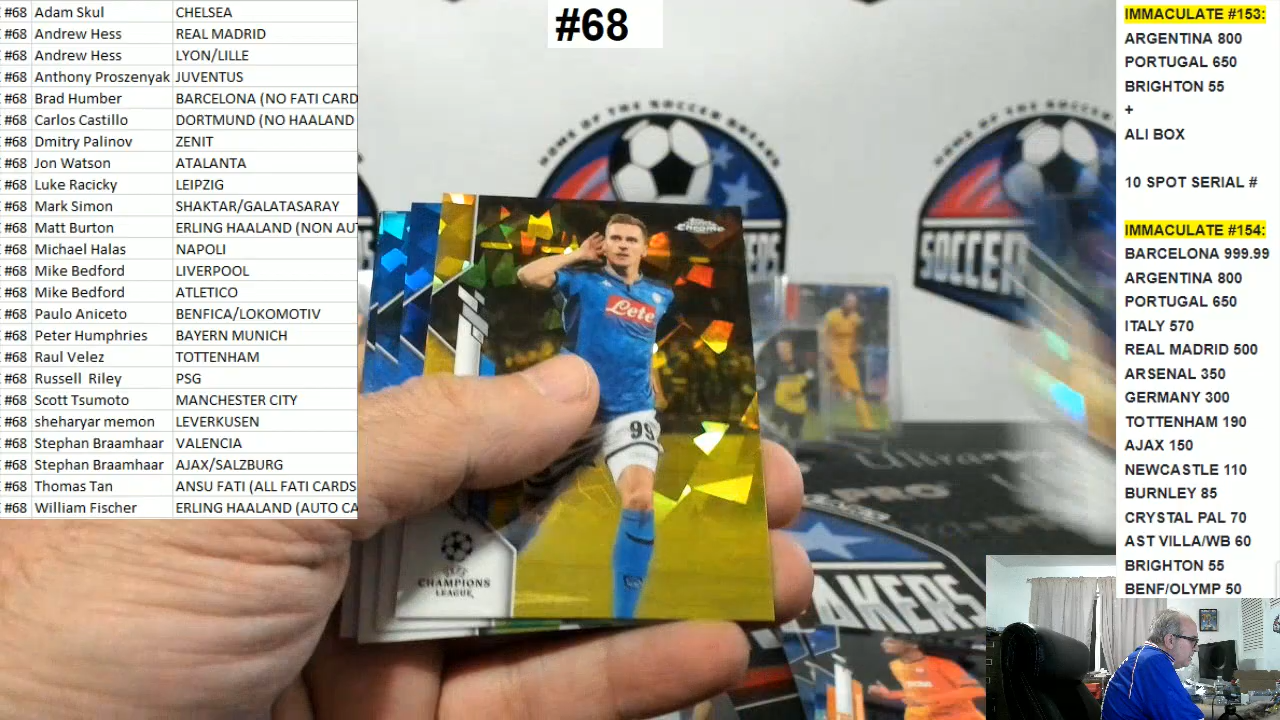 #68 Adam Skul CHELSEA
#68 Andrew Hess REAL MADRID
#68 Andrew Hess LYON/LILLE
#68 Anthony Proszenyak JUVENTUS
#68 Brad Humber BARCELONA (NO FATI CARD
#68 Carlos Castillo DORTMUND (NO HAALAND
#68 Dmitry Palinov ZENIT
#68 Jon Watson ATALANTA
#68 Luke Racicky LEIPZIG
#68 Mark Simon SHAKTAR/GALATASARAY
#68 Matt Burton ERLING HAALAND (NON AU
#68 Michael Halas NAPOLI
#68 Mike Bedford LIVERPOOL
#68 Mike Bedford ATLETICO
#68 Paulo Aniceto BENFICA/LOKOMOTIV
#68 Peter Humphries BAYERN MUNICH
#68 Raul Velez TOTTENHAM
#68 Russell Riley PSG
#68 Scott Tsumoto MANCHESTER CITY
#68 sheharyar memon LEVERKUSEN
#68 Stephan Braamhaar VALENCIA
#68 Stephan Braamhaar AJAX/SALZBURG
#68 Thomas Tan ANSU FATI (ALL FATI CARDS
#68 William Fischer ERLING HAALAND (AUTO CA
#68
HOME OF THE SOCCER BREAKS
SOCCER
Topps
Chrome
Lete
99
CHAMPIONS
LEAGUE
PRO
IMMACULATE #153:
ARGENTINA 800
PORTUGAL 650
BRIGHTON 55
+
ALI BOX
10 SPOT SERIAL #
IMMACULATE #154:
BARCELONA 999.99
ARGENTINA 800
PORTUGAL 650
ITALY 570
REAL MADRID 500
ARSENAL 350
GERMANY 300
TOTTENHAM 190
AJAX 150
NEWCASTLE 110
BURNLEY 85
CRYSTAL PAL 70
AST VILLA/WB 60
BRIGHTON 55
BENF/OLYMP 50